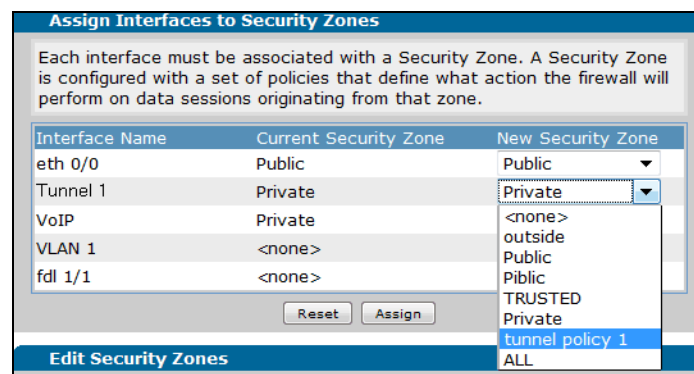 Assign Interfaces to Security Zones
Each interface must be associated with a Security Zone. A Security Zone
is configured with a set of policies that define what action the firewall will
perform on data sessions originating from that zone.
Interface Name Current Security Zone New Security Zone
eth 0/0 Public Public
Tunnel 1 Private Private
VoIP Private
VLAN 1 <none>
fdl 1/1 <none>
<none>
outside
Public
Piblic
TRUSTED
Private
tunnel policy 1
ALL
Reset Assign
Edit Security Zones